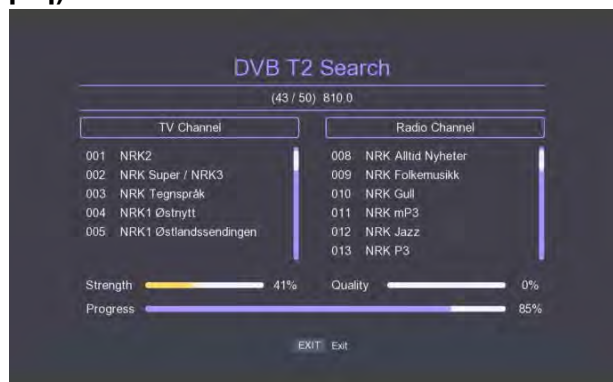 DVB T2 Search
(43 / 50) 810.0
TV Channel
001 NRK2
002 NRK Super / NRK3
003 NRK Tegnspråk
004 NRK1 Østnytt
005 NRK1 Østlandssendingen
Radio Channel
008 NRK Alltid Nyheter
009 NRK Folkemusikk
010 NRK Gull
011 NRK mP3
012 NRK Jazz
013 NRK P3
Strength 41%
Quality 0%
Progress 85%
EXIT Exit